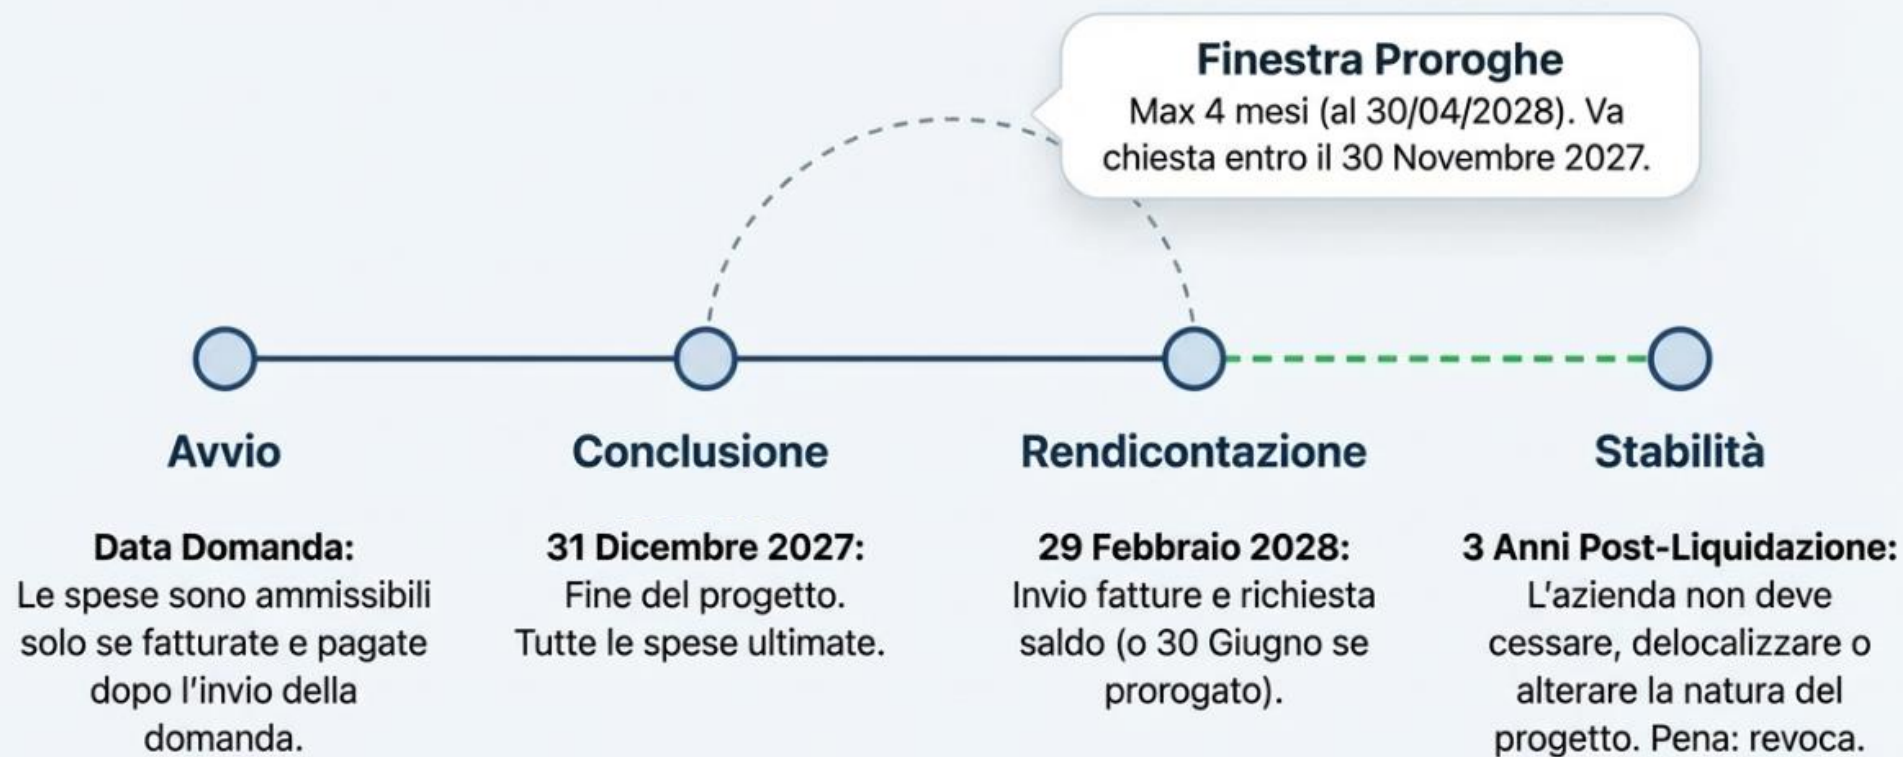 Finestra Proroghe
Max 4 mesi (al 30/04/2028). Va
chiesta entro il 30 Novembre 2027.
Avvio
Data Domanda:
Le spese sono ammissibili
solo se fatturate e pagate
dopo l'invio della
domanda.
Conclusione
31 Dicembre 2027:
Fine del progetto.
Tutte le spese ultimate.
Rendicontazione
29 Febbraio 2028:
Invio fatture e richiesta
saldo (o 30 Giugno se
prorogato).
Stabilità
3 Anni Post-Liquidazione:
L'azienda non deve
cessare, delocalizzare o
alterare la natura del
progetto. Pena: revoca.